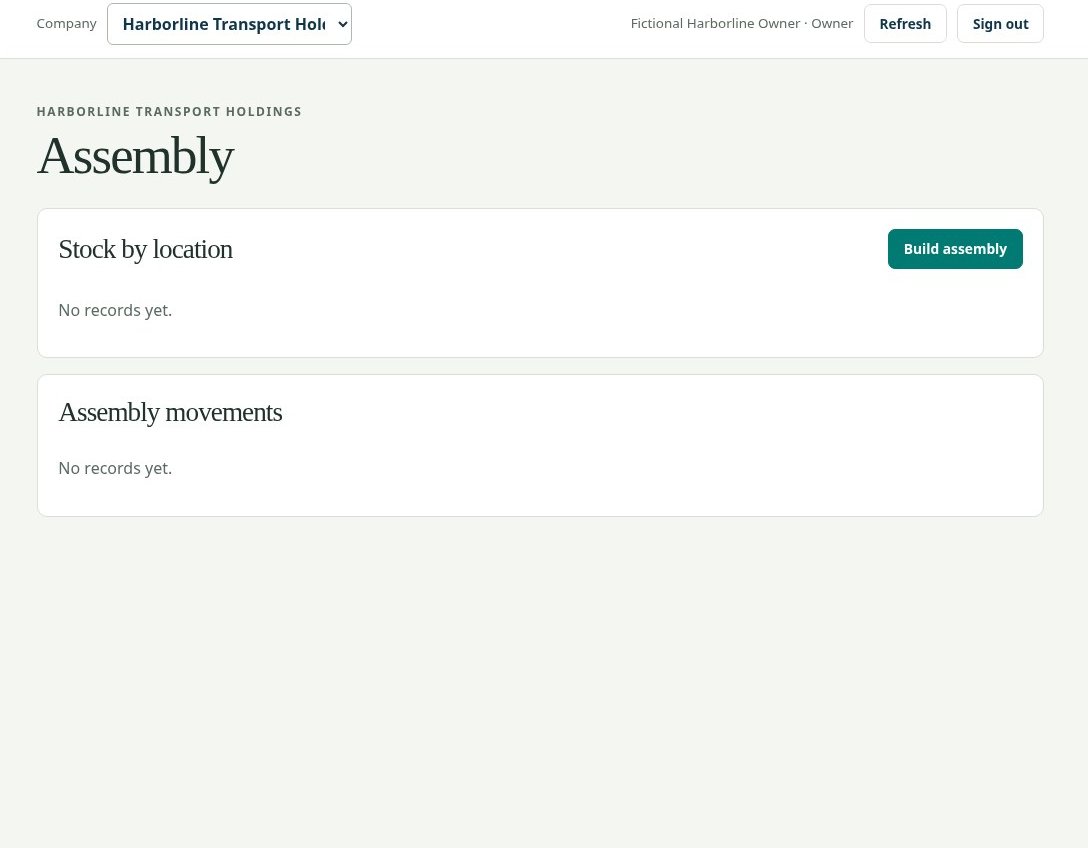 Company
Harborline Transport Hol
Fictional Harborline Owner · Owner
Refresh
Sign out
HARBORLINE TRANSPORT HOLDINGS
Assembly
Stock by location
Build assembly
No records yet.
Assembly movements
No records yet.